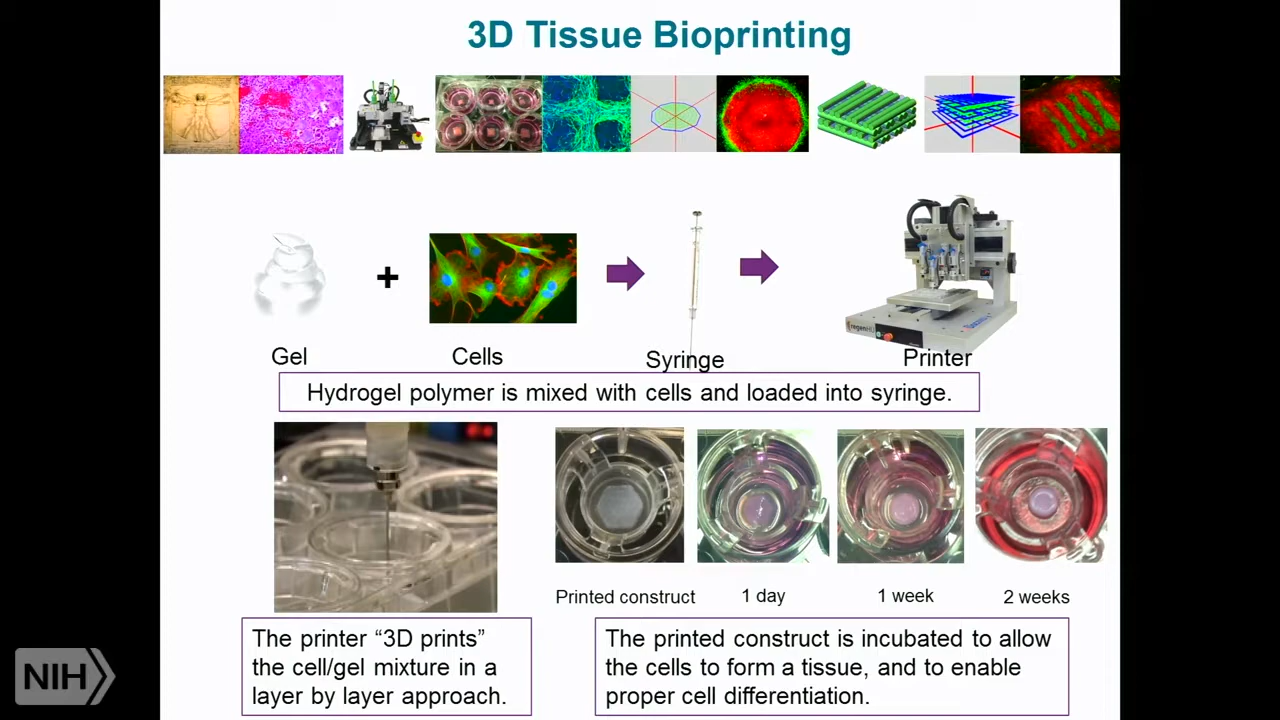 3D Tissue Bioprinting
+
Gel
Cells
Syringe
Printer
regenHU
Hydrogel polymer is mixed with cells and loaded into syringe.
Printed construct
1 day
1 week
2 weeks
The printer “3D prints”
the cell/gel mixture in a
layer by layer approach.
The printed construct is incubated to allow
the cells to form a tissue, and to enable
proper cell differentiation.
NIH